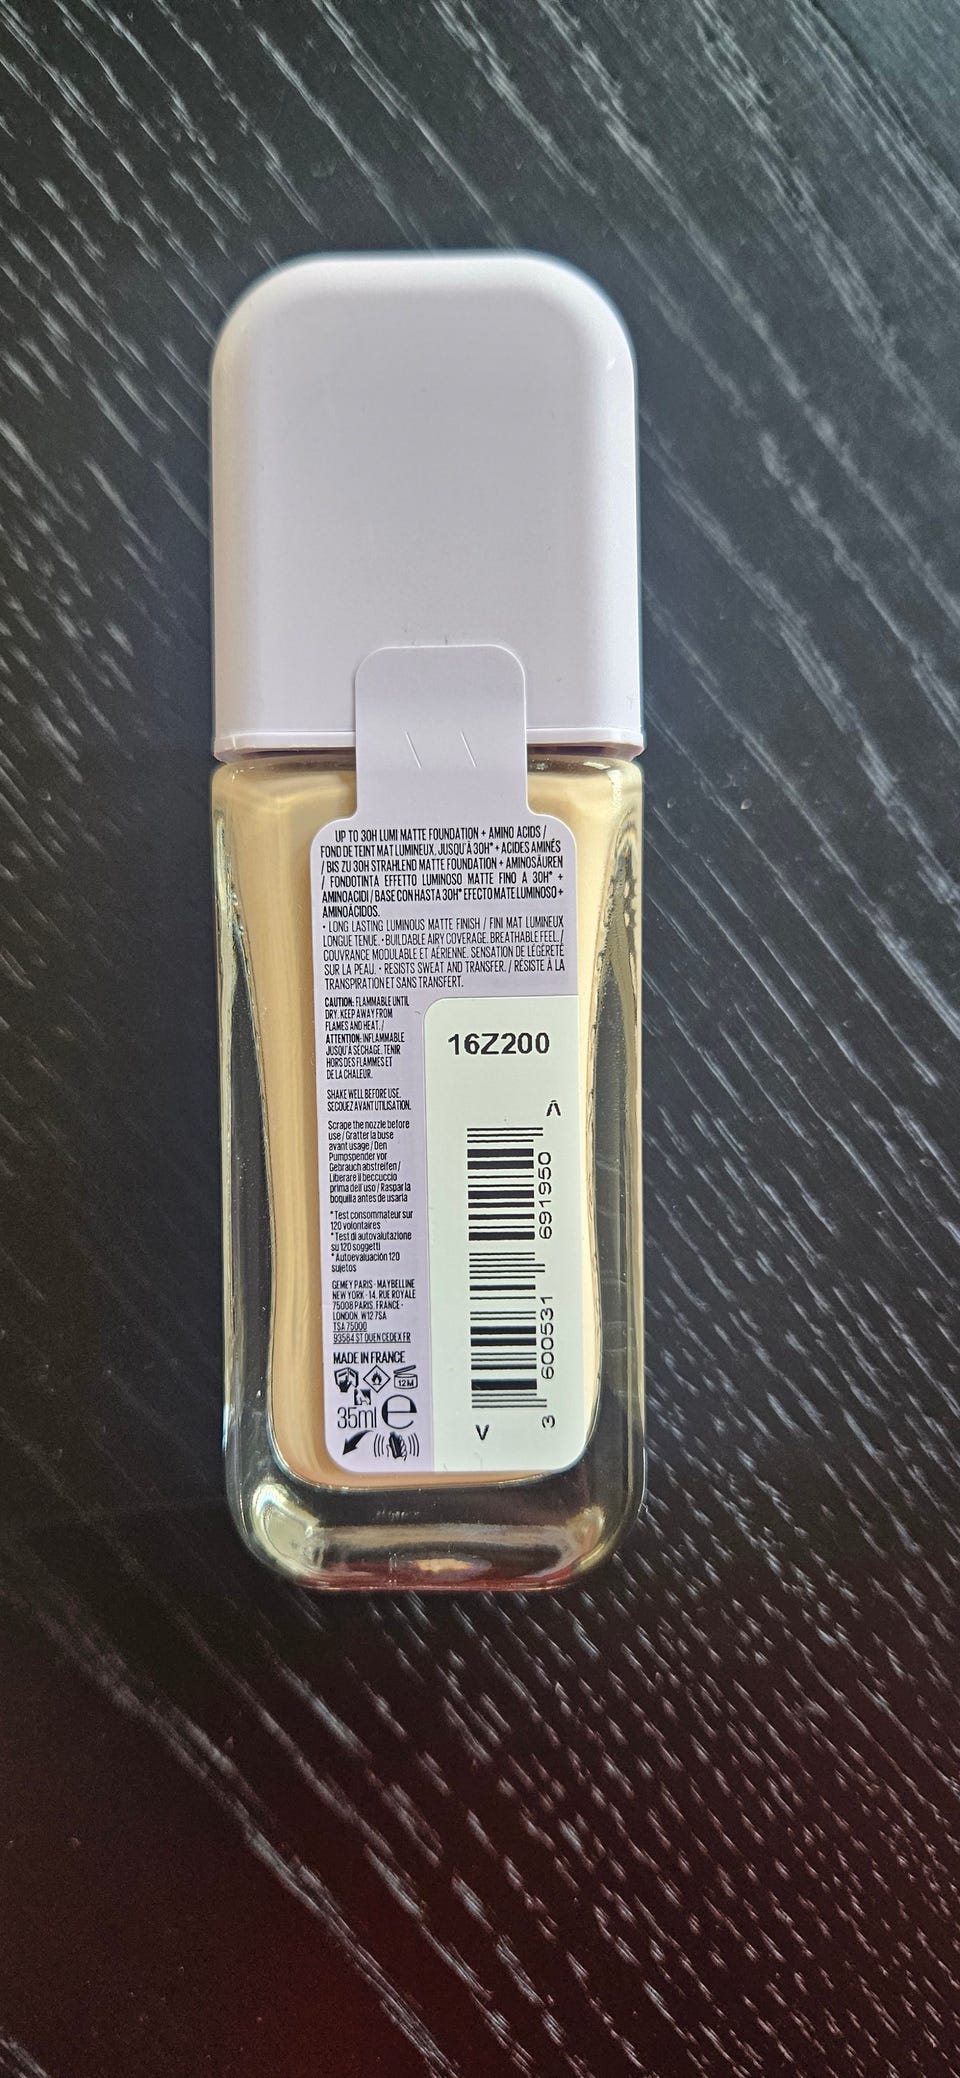 UP TO 30H LUMI MATTE FOUNDATION + AMINO ACIDS /
FOND DE TEINT MAT LUMINEUX, JUSQU'À 30H* + ACIDES AMINÉS
/ BIS ZU 30H STRAHLEND MATTE FOUNDATION + AMINOSÄUREN
/ FONDOTINTA EFFETTO LUMINOSO MATTE FINO A 30H* +
AMINOACIDI / BASE CON HASTA 30H* EFECTO MATE LUMINOSO +
AMINOÁCIDOS.
• LONG LASTING LUMINOUS MATTE FINISH / FINI MAT LUMINEUX
LONGUE TENUE. • BUILDABLE AIRY COVERAGE. BREATHABLE FEEL. /
COUVRANCE MODULABLE ET AÉRIENNE. SENSATION DE LÉGÈRETÉ
SUR LA PEAU. • RESISTS SWEAT AND TRANSFER. / RÉSISTE À LA
TRANSPIRATION ET SANS TRANSFERT.
CAUTION: FLAMMABLE UNTIL
DRY. KEEP AWAY FROM
FLAMES AND HEAT. /
ATTENTION: INFLAMMABLE
JUSQU'À SÉCHAGE. TENIR
HORS DES FLAMMES ET
DE LA CHALEUR.
SHAKE WELL BEFORE USE.
SECOUEZ AVANT UTILISATION.
Scrape the nozzle before
use / Gratter la buse
avant usage / Den
Pumpspender vor
Gebrauch abstreifen /
Liberare il beccuccio
prima dell'uso / Raspar la
boquilla antes de usarla
*Test consommateur sur
120 volontaires
*Test di autovalutazione
su 120 soggetti
*Autoevaluación 120
sujetos
GEMEY PARIS - MAYBELLINE
NEW YORK - 14, RUE ROYALE
75008 PARIS, FRANCE -
LONDON, W12 7SA
TSA 75000
93584 ST OUEN CEDEX FR
MADE IN FRANCE
12M
35ml e
16Z200
3 600531 691950